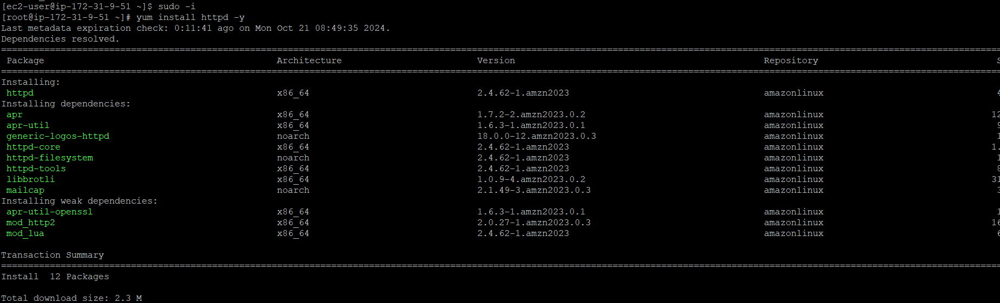 [ec2-user@ip-172-31-9-51 ~]$ sudo -i
[root@ip-172-31-9-51 ~]# yum install httpd -y
Last metadata expiration check: 0:11:41 ago on Mon Oct 21 08:49:35 2024.
Dependencies resolved.
Package Architecture Version Repository S
Installing:
httpd x86_64 2.4.62-1.amzn2023 amazonlinux 4
Installing dependencies:
apr x86_64 1.7.2-2.amzn2023.0.2 amazonlinux 12
apr-util x86_64 1.6.3-1.amzn2023.0.1 amazonlinux 9
generic-logos-httpd noarch 18.0.0-12.amzn2023.0.3 amazonlinux 1
httpd-core x86_64 2.4.62-1.amzn2023 amazonlinux 1.
httpd-filesystem noarch 2.4.62-1.amzn2023 amazonlinux 1
httpd-tools x86_64 2.4.62-1.amzn2023 amazonlinux 8
libbrotli x86_64 1.0.9-4.amzn2023.0.2 amazonlinux 31
mailcap noarch 2.1.49-3.amzn2023.0.3 amazonlinux 3
Installing weak dependencies:
apr-util-openssl x86_64 1.6.3-1.amzn2023.0.1 amazonlinux 1
mod_http2 x86_64 2.0.27-1.amzn2023.0.3 amazonlinux 16
mod_lua x86_64 2.4.62-1.amzn2023 amazonlinux 6
Transaction Summary
Install 12 Packages
Total download size: 2.3 M